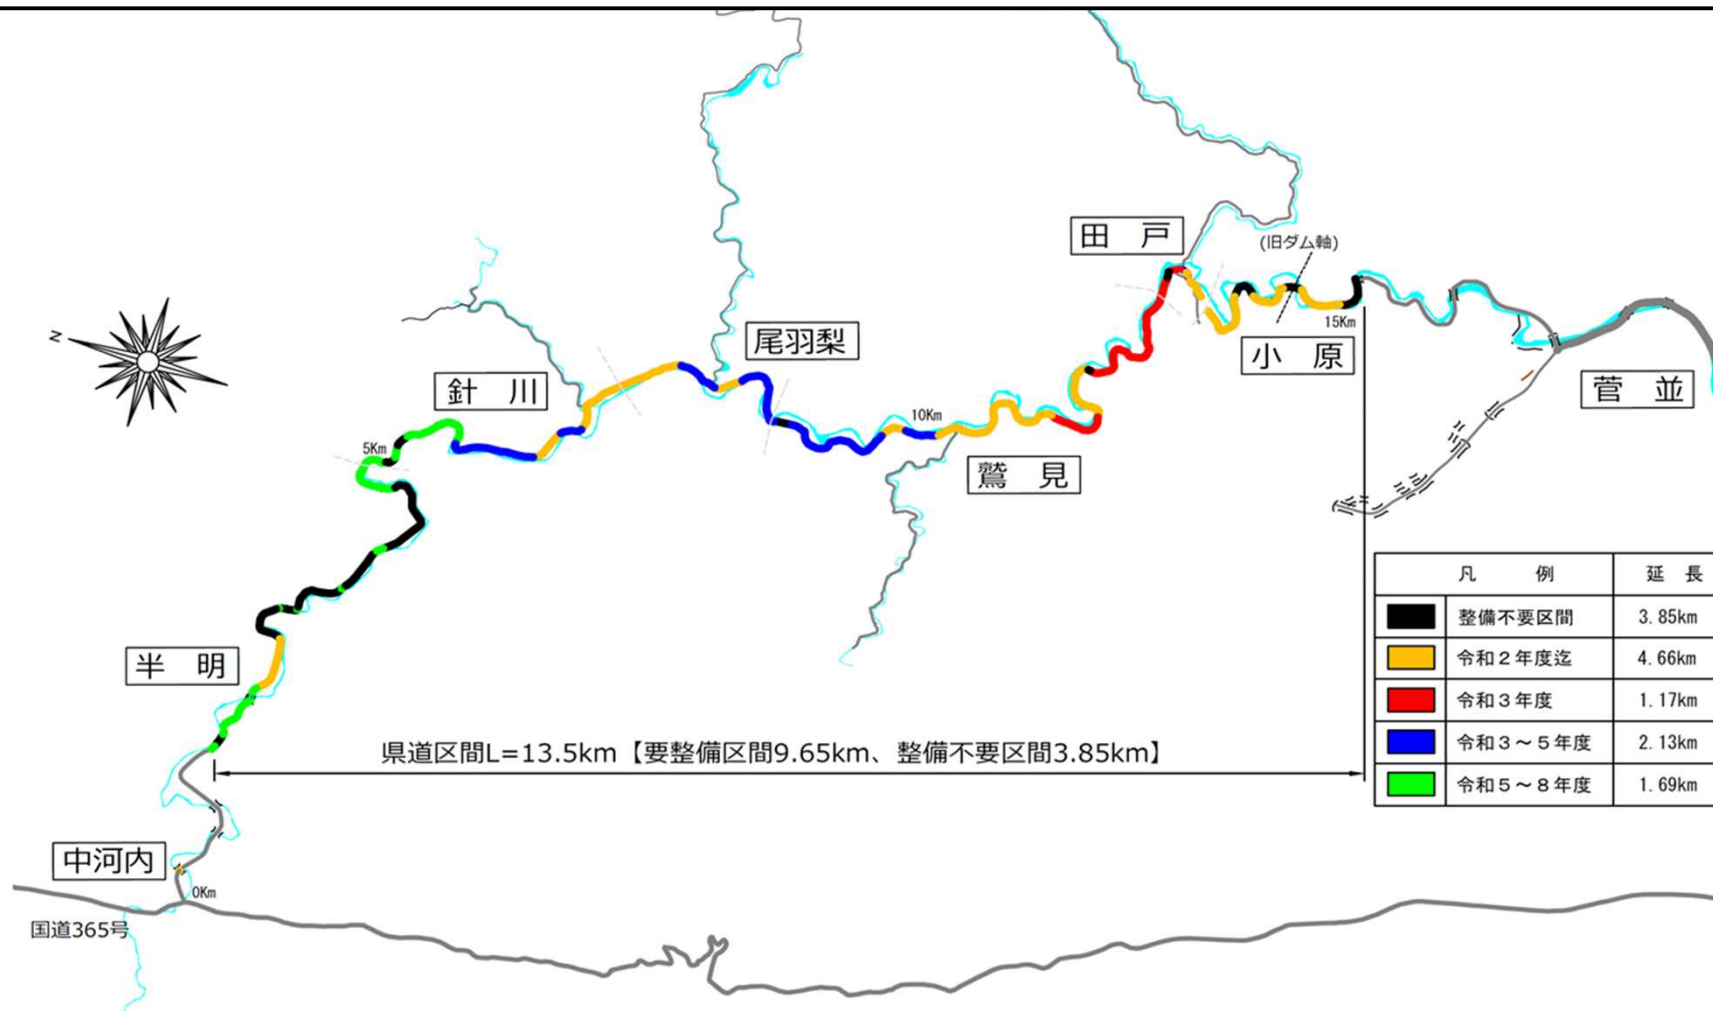 (旧ダム軸)
田　戸
N
15Km
尾羽梨
小　原
針　川
菅　並
10Km
5Km
鷲　見
凡　例　延　長
整備不要区間　3.85km
半　明
令和２年度迄　4.66km
令和３年度　1.17km
県道区間L=13.5km【要整備区間9.65km、整備不要区間3.85km】
令和３～５年度　2.13km
令和５～８年度　1.69km
中河内
0Km
国道365号